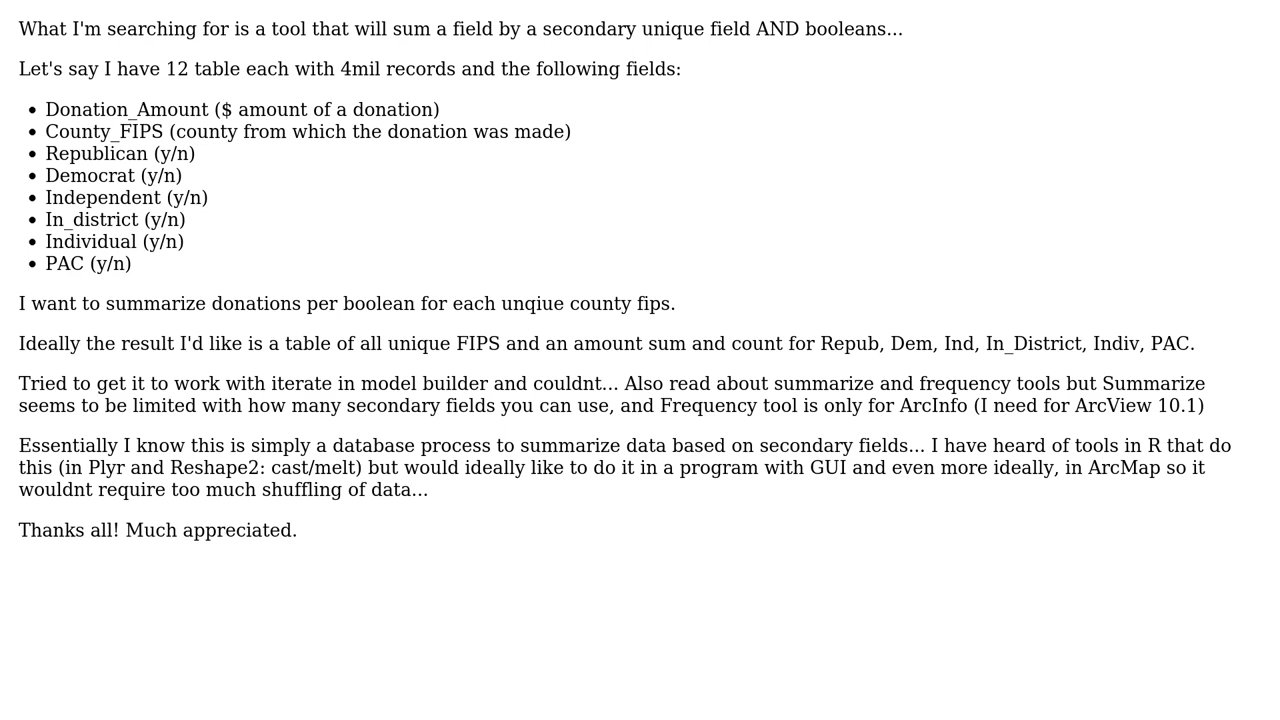 What I'm searching for is a tool that will sum a field by a secondary unique field AND booleans...
Let's say I have 12 table each with 4mil records and the following fields:
• Donation_Amount ($ amount of a donation)
• County_FIPS (county from which the donation was made)
• Republican (y/n)
• Democrat (y/n)
• Independent (y/n)
• In_district (y/n)
• Individual (y/n)
• PAC (y/n)
I want to summarize donations per boolean for each unqiue county fips.
Ideally the result I'd like is a table of all unique FIPS and an amount sum and count for Repub, Dem, Ind, In_District, Indiv, PAC.
Tried to get it to work with iterate in model builder and couldnt... Also read about summarize and frequency tools but Summarize
seems to be limited with how many secondary fields you can use, and Frequency tool is only for ArcInfo (I need for ArcView 10.1)
Essentially I know this is simply a database process to summarize data based on secondary fields... I have heard of tools in R that do
this (in Plyr and Reshape2: cast/melt) but would ideally like to do it in a program with GUI and even more ideally, in ArcMap so it
wouldnt require too much shuffling of data...
Thanks all! Much appreciated.